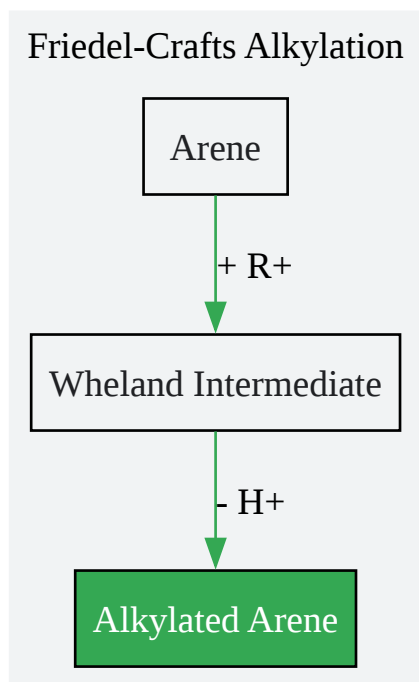 Friedel-Crafts Alkylation
Arene
+ R+
Wheland Intermediate
- H+
Alkylated Arene